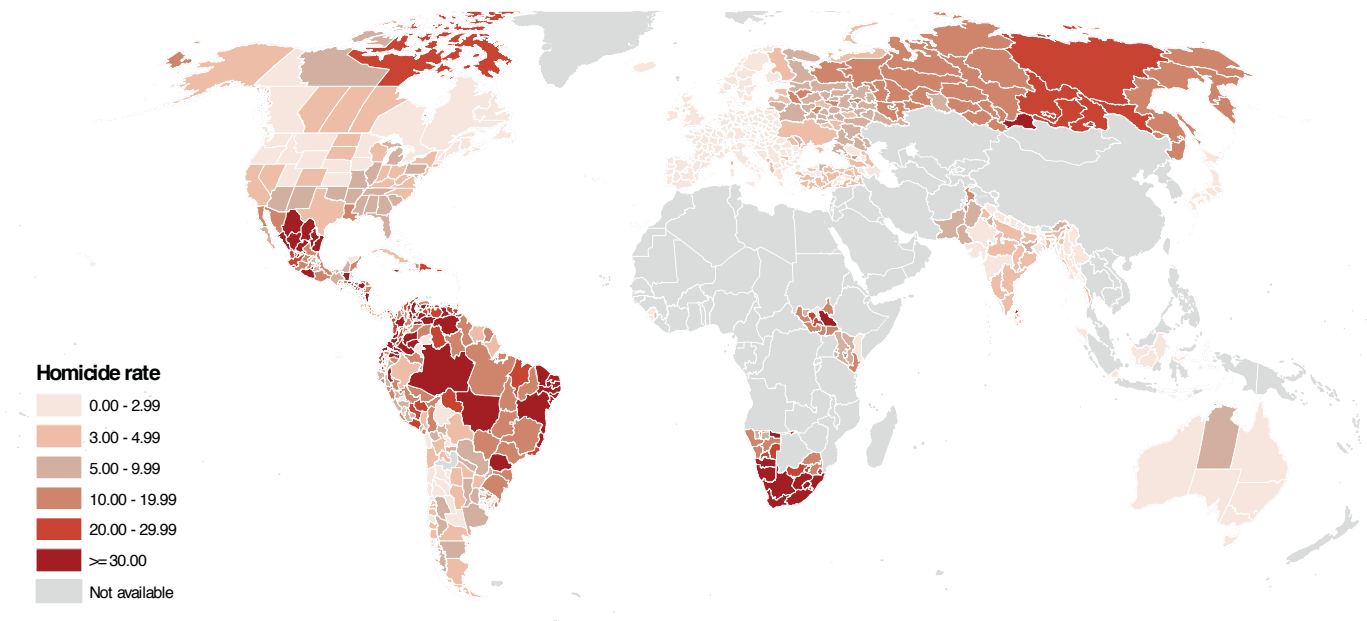 Homicide rate
0.00 - 2.99
3.00 - 4.99
5.00 - 9.99
10.00 - 19.99
20.00 - 29.99
>= 30.00
Not available